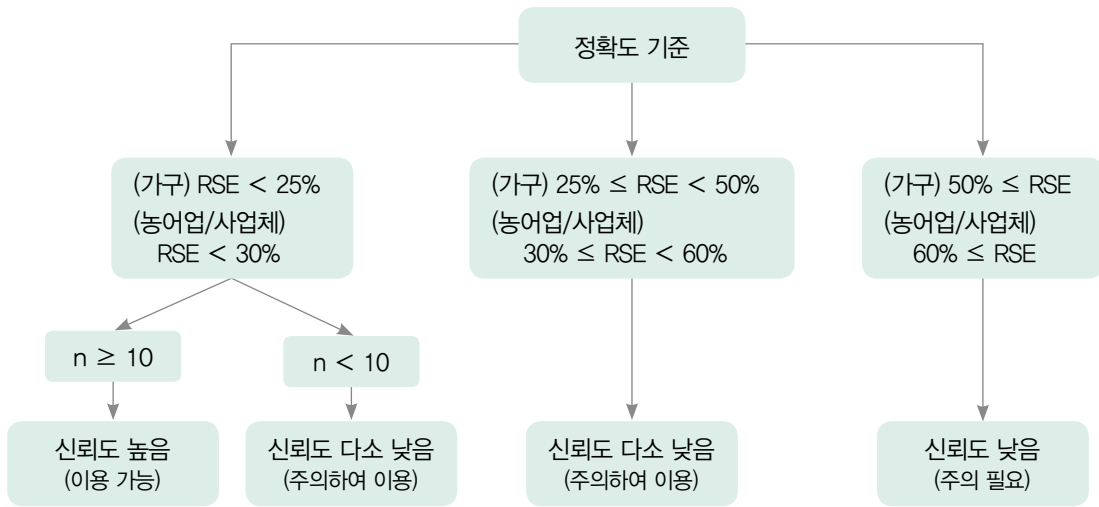 정확도 기준
(가구) RSE < 25%
(농어업/사업체)
RSE < 30%
(가구) 25% ≤ RSE < 50%
(농어업/사업체)
30% ≤ RSE < 60%
(가구) 50% ≤ RSE
(농어업/사업체)
60% ≤ RSE
n ≥ 10
n < 10
신뢰도 높음
(이용 가능)
신뢰도 다소 낮음
(주의하여 이용)
신뢰도 다소 낮음
(주의하여 이용)
신뢰도 낮음
(주의 필요)